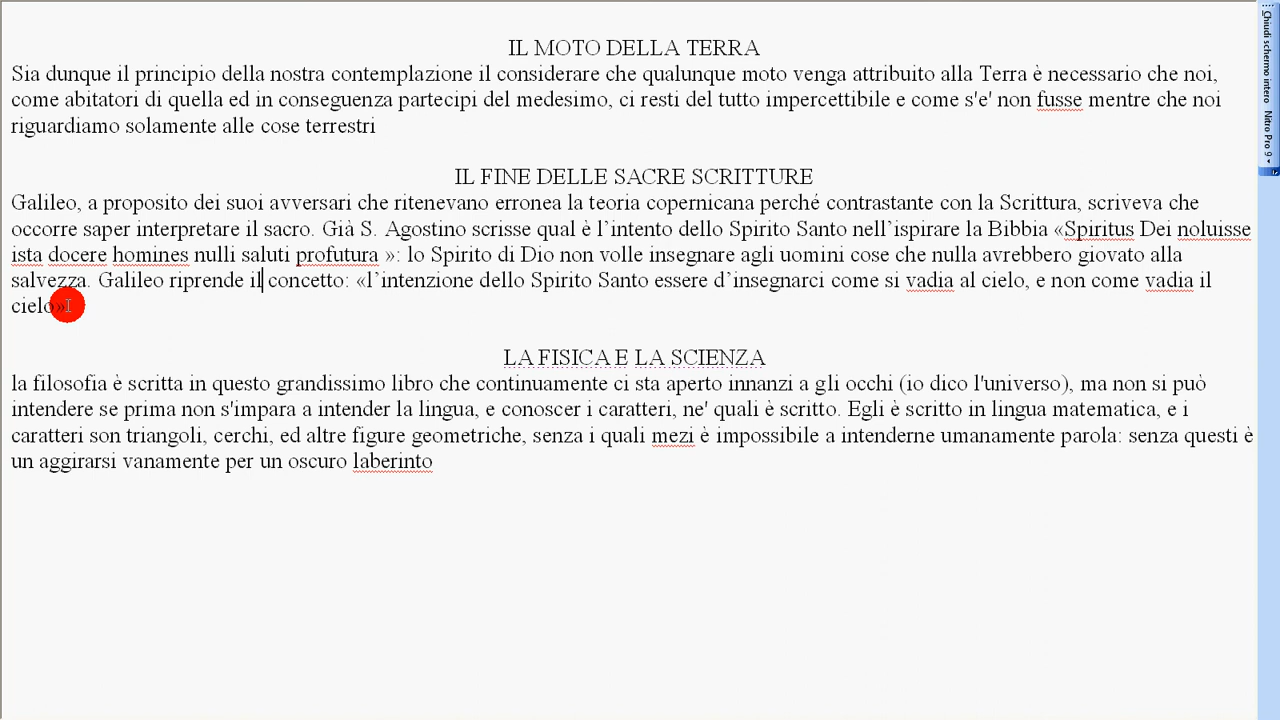 IL MOTO DELLA TERRA
Sia dunque il principio della nostra contemplazione il considerare che qualunque moto venga attribuito alla Terra è necessario che noi,
come abitatori di quella ed in conseguenza partecipi del medesimo, ci resti del tutto impercettibile e come s'e' non fusse mentre che noi
riguardiamo solamente alle cose terrestri
IL FINE DELLE SACRE SCRITTURE
Galileo, a proposito dei suoi avversari che ritenevano erronea la teoria copernicana perché contrastante con la Scrittura, scriveva che
occorre saper interpretare il sacro. Già S. Agostino scrisse qual è l’intento dello Spirito Santo nell’ispirare la Bibbia «Spiritus Dei noluisse
ista docere homines nulli saluti profutura »: lo Spirito di Dio non volle insegnare agli uomini cose che nulla avrebbero giovato alla
salvezza. Galileo riprende il concetto: «l’intenzione dello Spirito Santo essere d’insegnarci come si vadia al cielo, e non come vadia il
cielo»
LA FISICA E LA SCIENZA
la filosofia è scritta in questo grandissimo libro che continuamente ci sta aperto innanzi a gli occhi (io dico l'universo), ma non si può
intendere se prima non s'impara a intender la lingua, e conoscer i caratteri, ne' quali è scritto. Egli è scritto in lingua matematica, e i
caratteri son triangoli, cerchi, ed altre figure geometriche, senza i quali mezi è impossibile a intenderne umanamente parola: senza questi è
un aggirarsi vanamente per un oscuro laberinto
Chiudi schermo intero Nitro Pro 9